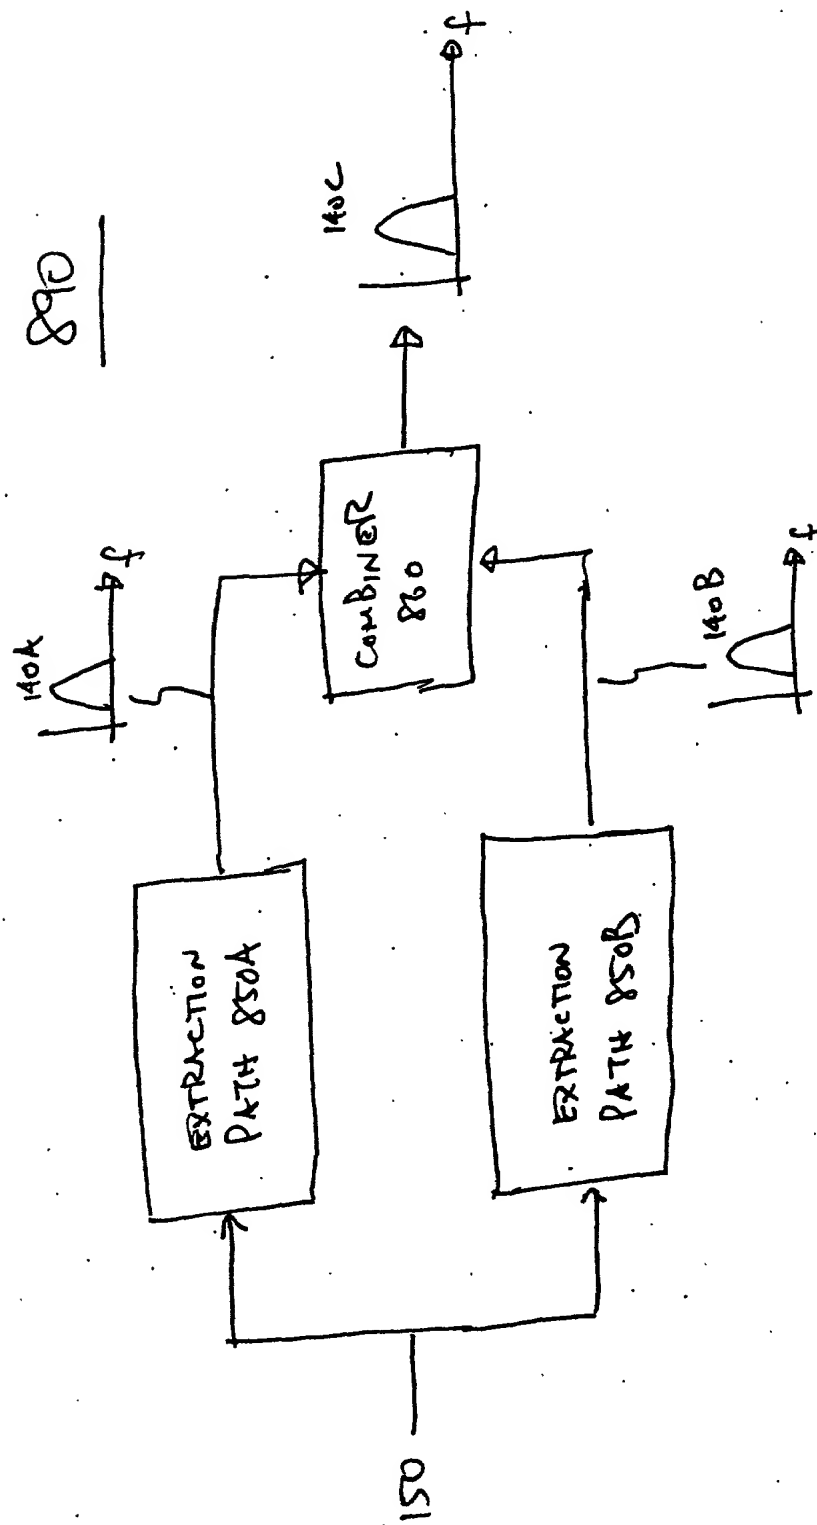 890
140A
f
EXTRACTION
PATH 850A
COMBINER
860
140C
f
150
EXTRACTION
PATH 850B
140B
f